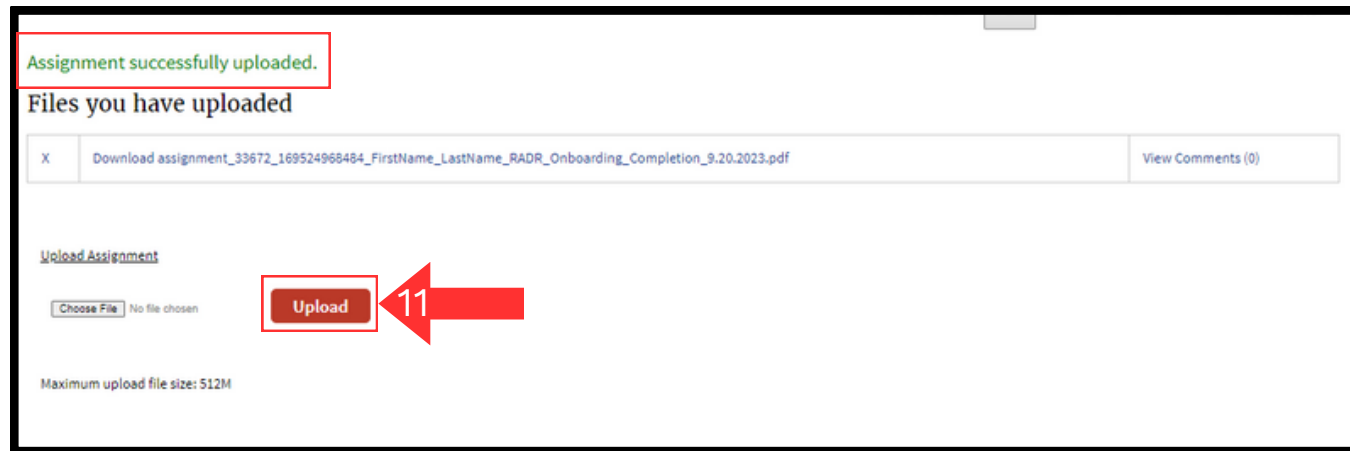 Assignment successfully uploaded.
Files you have uploaded
X Download assignment_33672_169524968484_FirstName_LastName_RADR_Onboarding_Completion_9.20.2023.pdf View Comments (0)
Upload Assignment
Choose File No file chosen Upload 11
Maximum upload file size: 512M